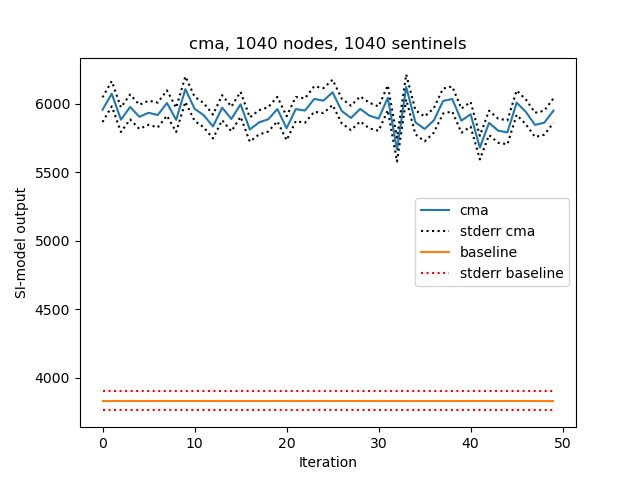 cma, 1040 nodes, 1040 sentinels
SI-model output
6000
5500
5000
4500
4000
cma
stderr cma
baseline
stderr baseline
0
10
20
30
40
50
Iteration